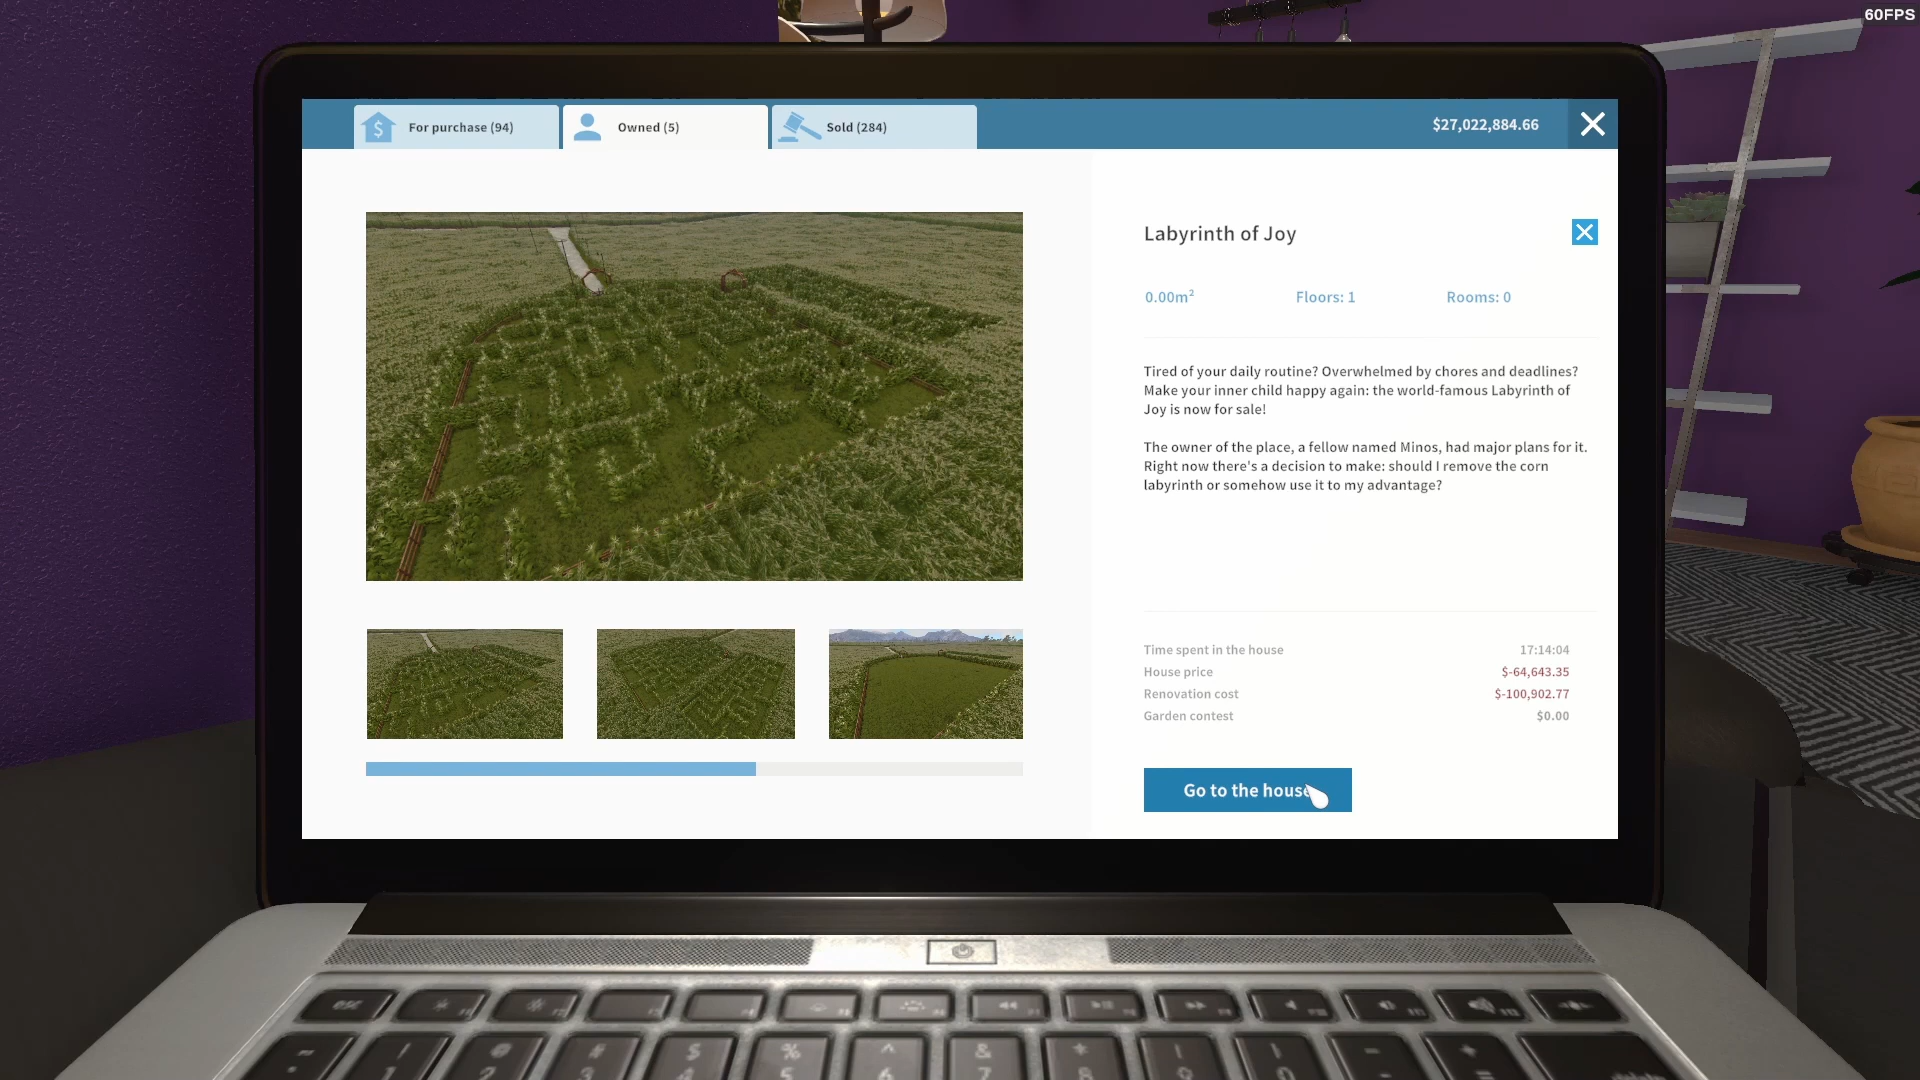 60FPS
For purchase (94)
Owned (5)
Sold (284)
$27,022,884.66
Labyrinth of Joy
0.00m²
Floors: 1
Rooms: 0
Tired of your daily routine? Overwhelmed by chores and deadlines?
Make your inner child happy again: the world-famous Labyrinth of
Joy is now for sale!
The owner of the place, a fellow named Minos, had major plans for it.
Right now there's a decision to make: should I remove the corn
labyrinth or somehow use it to my advantage?
Time spent in the house 17:14:04
House price $-64,643.35
Renovation cost $-100,902.77
Garden contest $0.00
Go to the house
esc